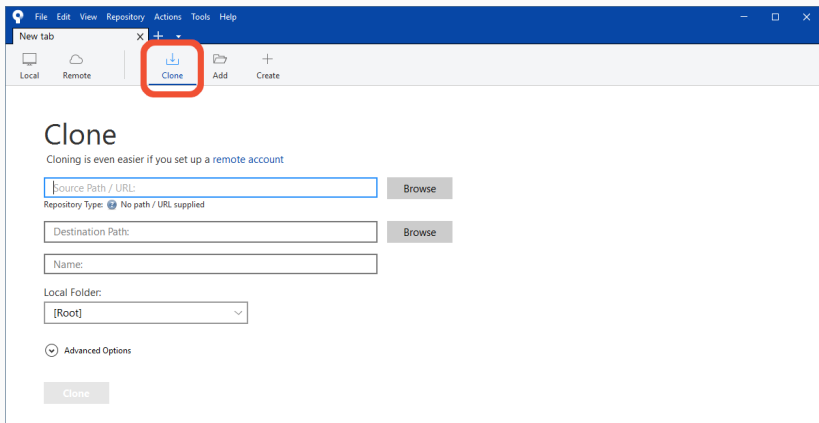 File Edit View Repository Actions Tools Help
New tab
Local Remote Clone Add Create
Clone
Cloning is even easier if you set up a remote account
Source Path / URL: Browse
Repository Type: No path / URL supplied
Destination Path: Browse
Name:
Local Folder:
[Root]
Advanced Options
Clone